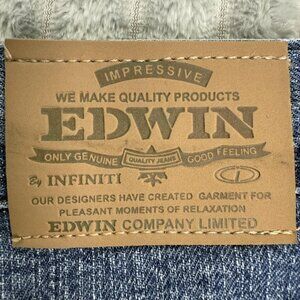 IMPRESSIVE
WE MAKE QUALITY PRODUCTS
EDWIN
ONLY GENUINE QUALITY JEANS GOOD FEELING
By INFINITI
OUR DESIGNERS HAVE CREATED GARMENT FOR
PLEASANT MOMENTS OF RELAXATION
EDWIN COMPANY LIMITED